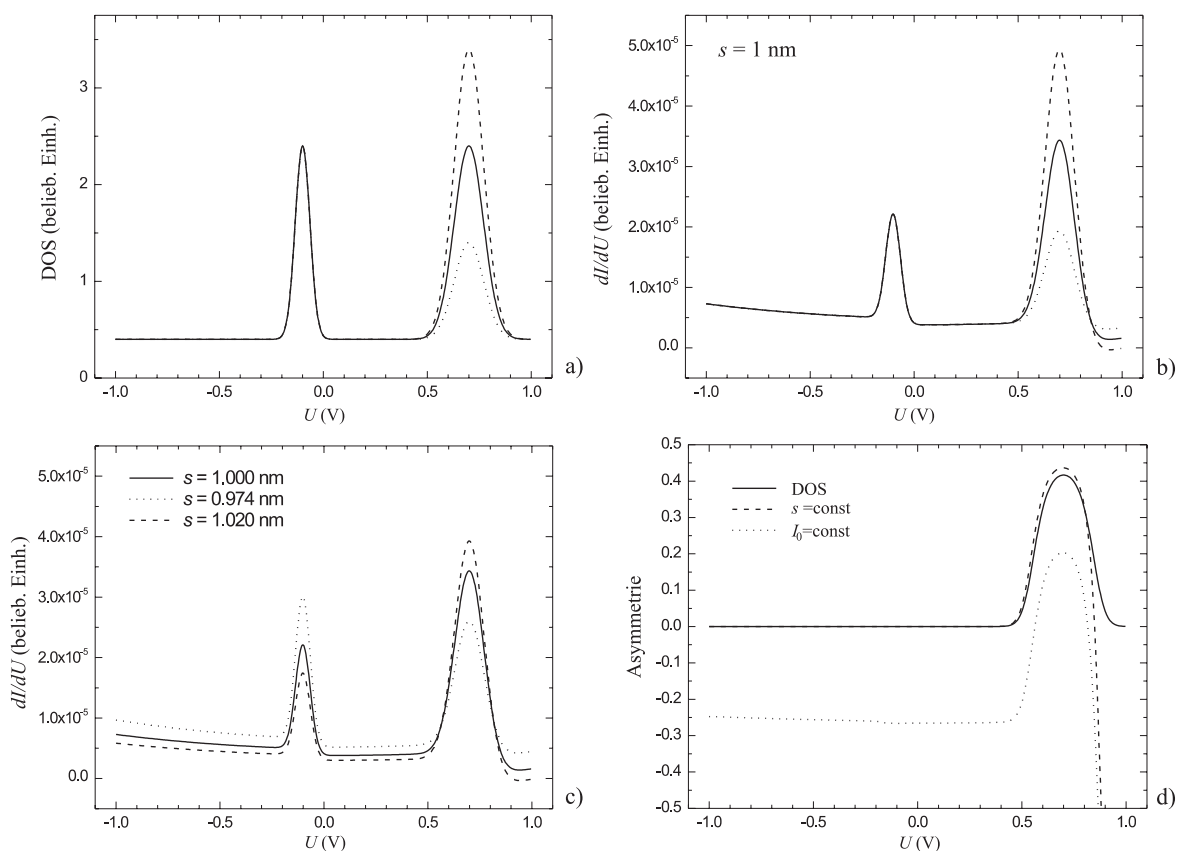 DOS (belieb. Einh.)
3
2
1
0
-1.0 -0.5 0.0 0.5 1.0
U (V)
a)
dI/dU (belieb. Einh.)
s = 1 nm
5.0x10-5
4.0x10-5
3.0x10-5
2.0x10-5
1.0x10-5
0.0
-1.0 -0.5 0.0 0.5 1.0
U (V)
b)
dI/dU (belieb. Einh.)
5.0x10-5
4.0x10-5
3.0x10-5
2.0x10-5
1.0x10-5
0.0
s = 1.000 nm
s = 0.974 nm
s = 1.020 nm
-1.0 -0.5 0.0 0.5 1.0
U (V)
c)
Asymmetrie
0.5
0.4
0.3
0.2
0.1
0.0
-0.1
-0.2
-0.3
-0.4
-0.5
DOS
s =const
I0=const
-1.0 -0.5 0.0 0.5 1.0
U (V)
d)